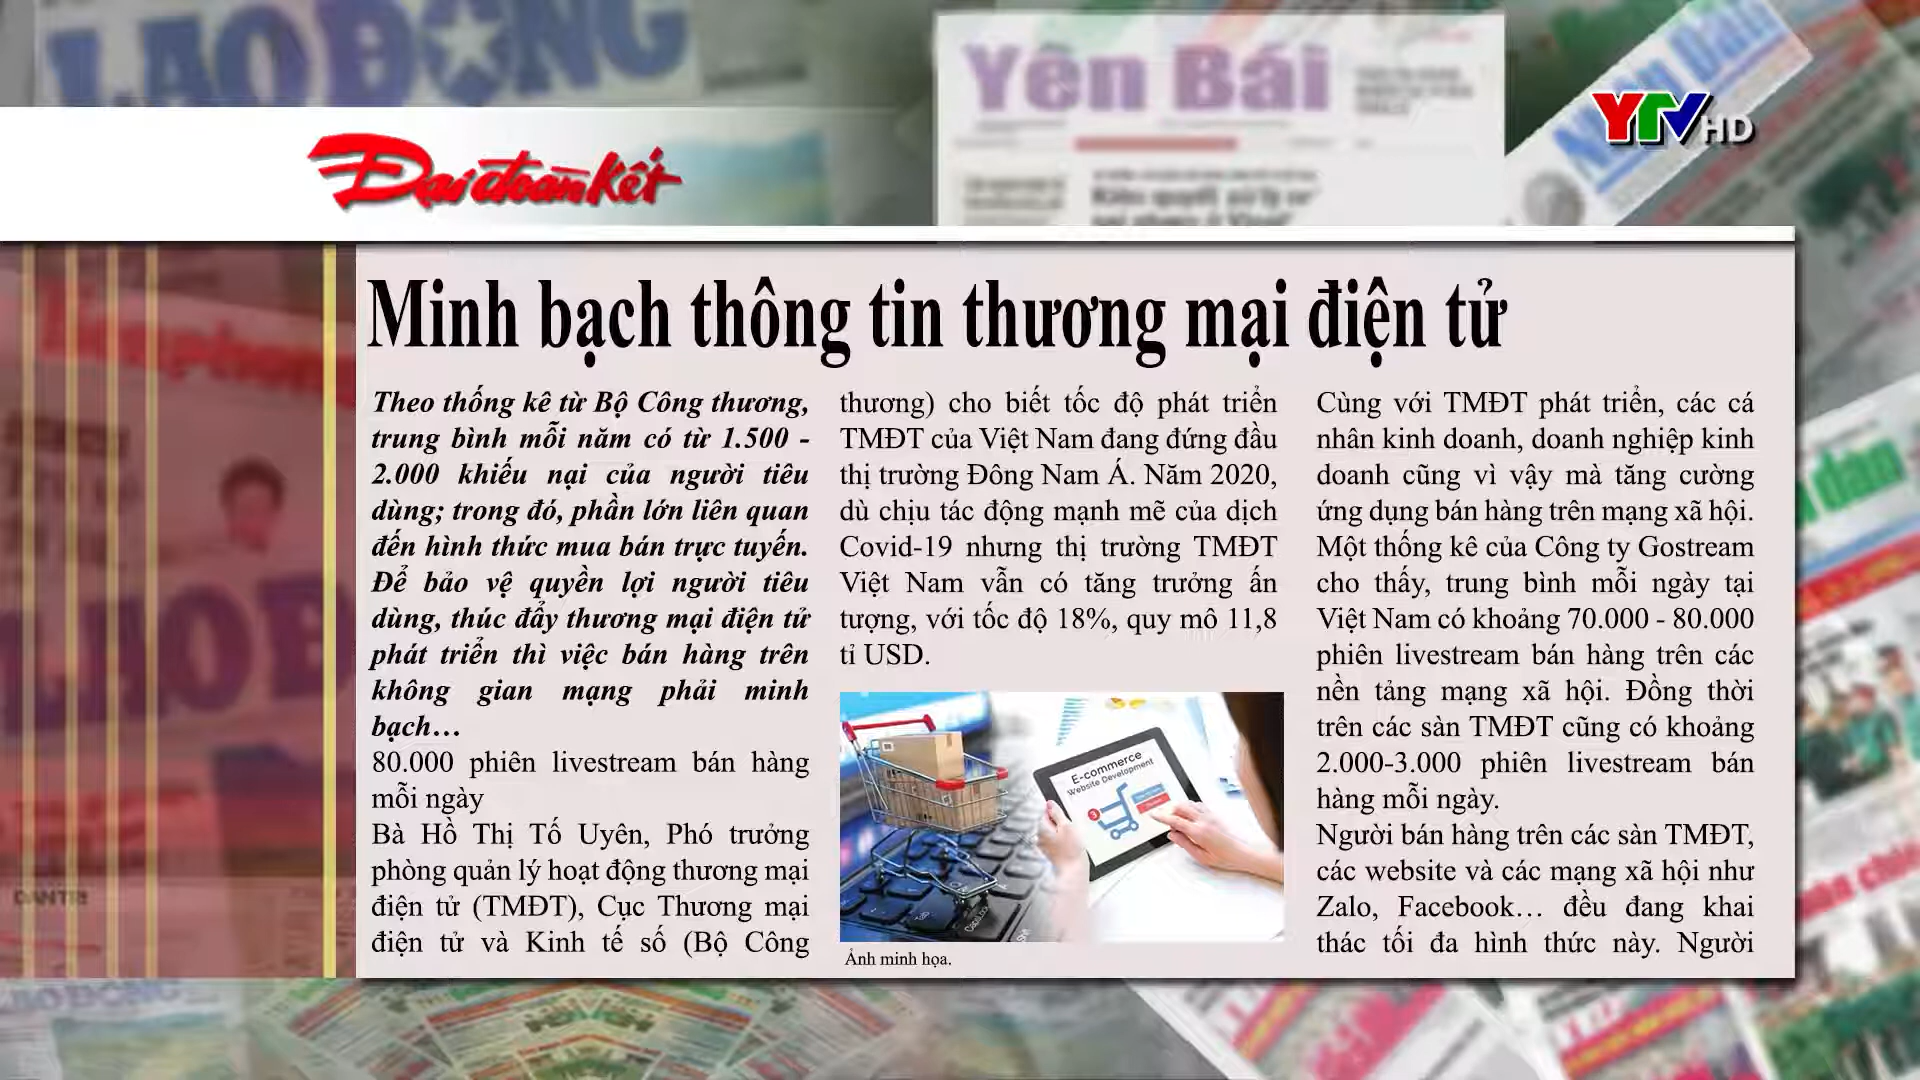 LAO ĐỘNG
Yên Bái
Nhân Dân
YTV HD
Đại đoàn kết
Minh bạch thông tin thương mại điện tử
Theo thống kê từ Bộ Công thương,
trung bình mỗi năm có từ 1.500 -
2.000 khiếu nại của người tiêu
dùng; trong đó, phần lớn liên quan
đến hình thức mua bán trực tuyến.
Để bảo vệ quyền lợi người tiêu
dùng, thúc đẩy thương mại điện tử
phát triển thì việc bán hàng trên
không gian mạng phải minh
bạch…
80.000 phiên livestream bán hàng
mỗi ngày
Bà Hồ Thị Tố Uyên, Phó trưởng
phòng quản lý hoạt động thương mại
điện tử (TMĐT), Cục Thương mại
điện tử và Kinh tế số (Bộ Công
thương) cho biết tốc độ phát triển
TMĐT của Việt Nam đang đứng đầu
thị trường Đông Nam Á. Năm 2020,
dù chịu tác động mạnh mẽ của dịch
Covid-19 nhưng thị trường TMĐT
Việt Nam vẫn có tăng trưởng ấn
tượng, với tốc độ 18%, quy mô 11,8
tỉ USD.
E-commerce
Website Development
Ảnh minh họa.
Cùng với TMĐT phát triển, các cá
nhân kinh doanh, doanh nghiệp kinh
doanh cũng vì vậy mà tăng cường
ứng dụng bán hàng trên mạng xã hội.
Một thống kê của Công ty Gostream
cho thấy, trung bình mỗi ngày tại
Việt Nam có khoảng 70.000 - 80.000
phiên livestream bán hàng trên các
nền tảng mạng xã hội. Đồng thời
trên các sàn TMĐT cũng có khoảng
2.000-3.000 phiên livestream bán
hàng mỗi ngày.
Người bán hàng trên các sàn TMĐT,
các website và các mạng xã hội như
Zalo, Facebook… đều đang khai
thác tối đa hình thức này. Người
DANTRI
LAO ĐỘNG